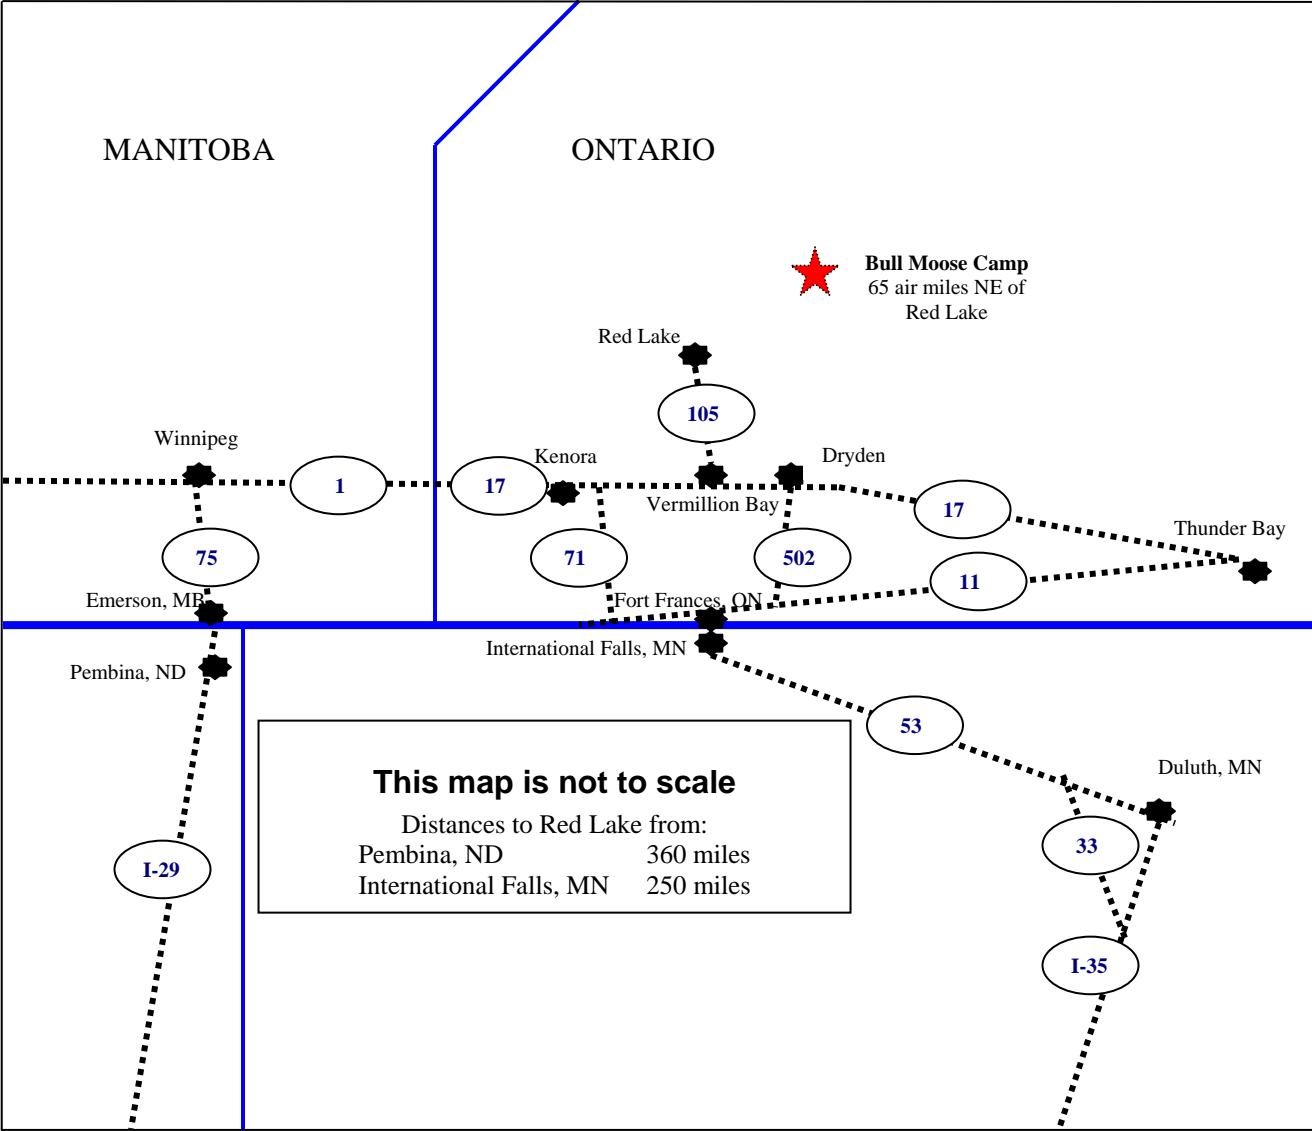 MANITOBA
ONTARIO
Bull Moose Camp
65 air miles NE of
Red Lake
Red Lake
105
Winnipeg
Kenora
Dryden
1
17
Vermillion Bay
17
Thunder Bay
75
71
502
11
Emerson, MB
Fort Frances, ON
International Falls, MN
Pembina, ND
53
This map is not to scale
Duluth, MN
Distances to Red Lake from:
Pembina, ND 360 miles
International Falls, MN 250 miles
33
I-29
I-35